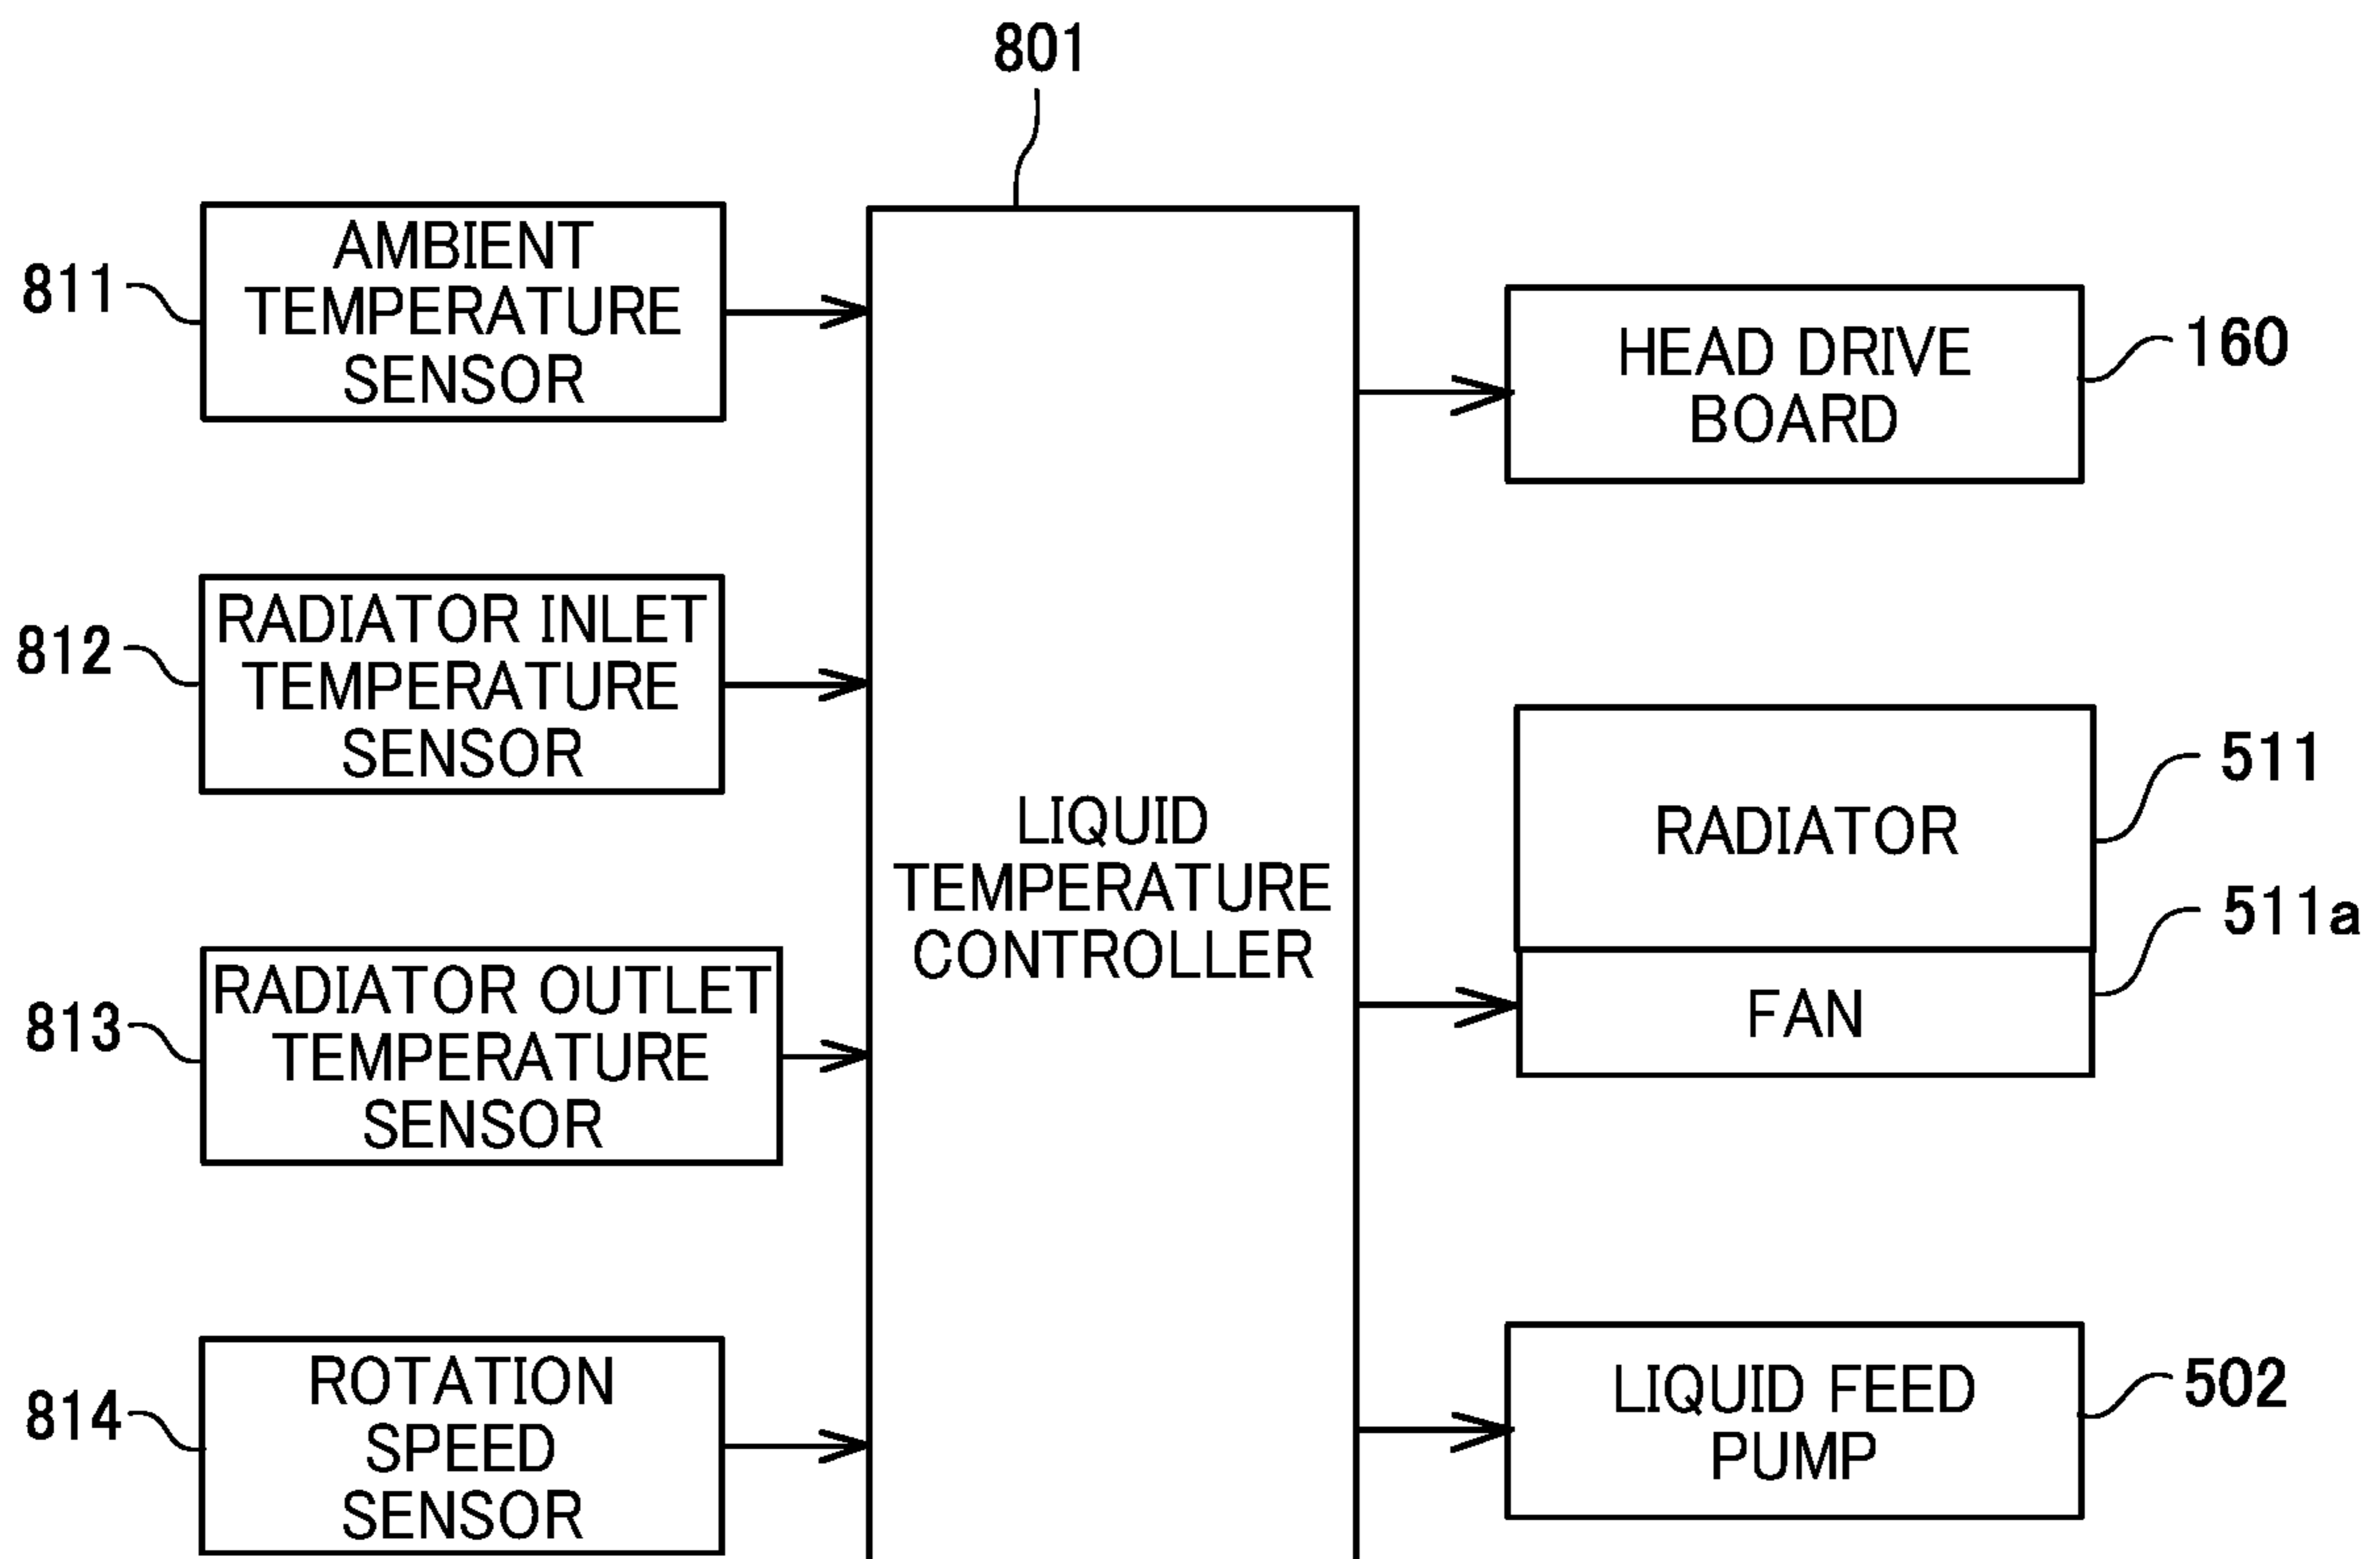 801
811
AMBIENT
TEMPERATURE
SENSOR
812
RADIATOR INLET
TEMPERATURE
SENSOR
813
RADIATOR OUTLET
TEMPERATURE
SENSOR
814
ROTATION
SPEED
SENSOR
LIQUID
TEMPERATURE
CONTROLLER
HEAD DRIVE
BOARD
160
RADIATOR
511
FAN
511a
LIQUID FEED
PUMP
502